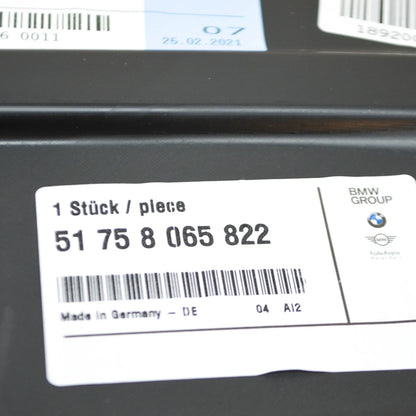 6 0011
07
25.02.2021
189200
1 Stück / piece
51 75 8 065 822
Made in Germany - DE 04 AI2
BMW
GROUP